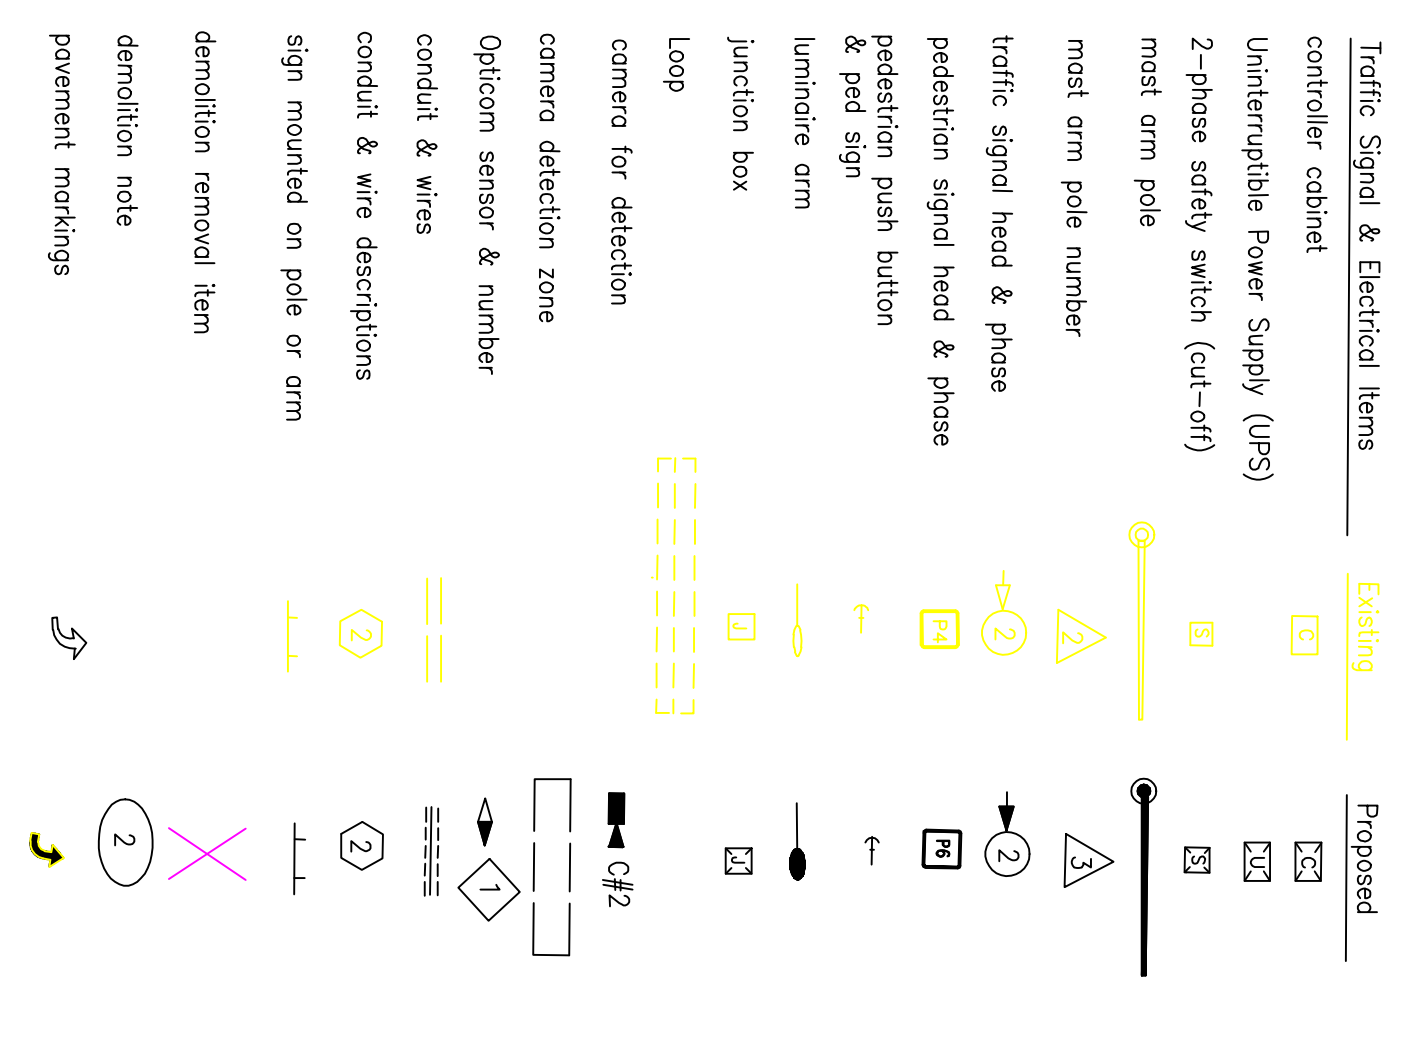 Traffic Signal & Electrical Items Existing Proposed
controller cabinet C C
Uninterruptible Power Supply (UPS) U
2-phase safety switch (cut-off) S S
mast arm pole
mast arm pole number 2 3
traffic signal head & phase 2 2
pedestrian signal head & phase P4 P6
pedestrian push button
& ped sign
luminaire arm
junction box J J
Loop
camera for detection C#2
camera detection zone
Opticom sensor & number 1
conduit & wires
conduit & wire descriptions 2 2
sign mounted on pole or arm
demolition removal item
demolition note 2
pavement markings